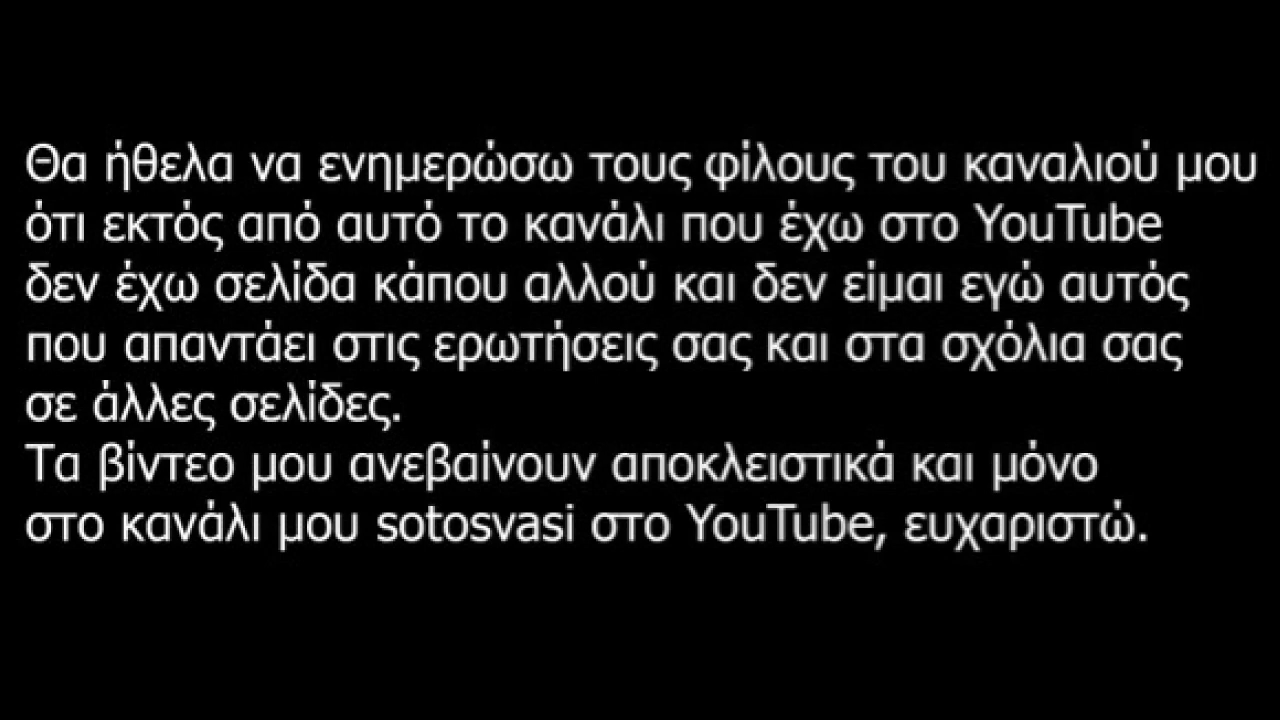 Θα ήθελα να ενημερώσω τους φίλους του καναλιού μου
ότι εκτός από αυτό το κανάλι που έχω στο YouTube
δεν έχω σελίδα κάπου αλλού και δεν είμαι εγώ αυτός
που απαντάει στις ερωτήσεις σας και στα σχόλια σας
σε άλλες σελίδες.
Τα βίντεο μου ανεβαίνουν αποκλειστικά και μόνο
στο κανάλι μου sotosvasi στο YouTube, ευχαριστώ.